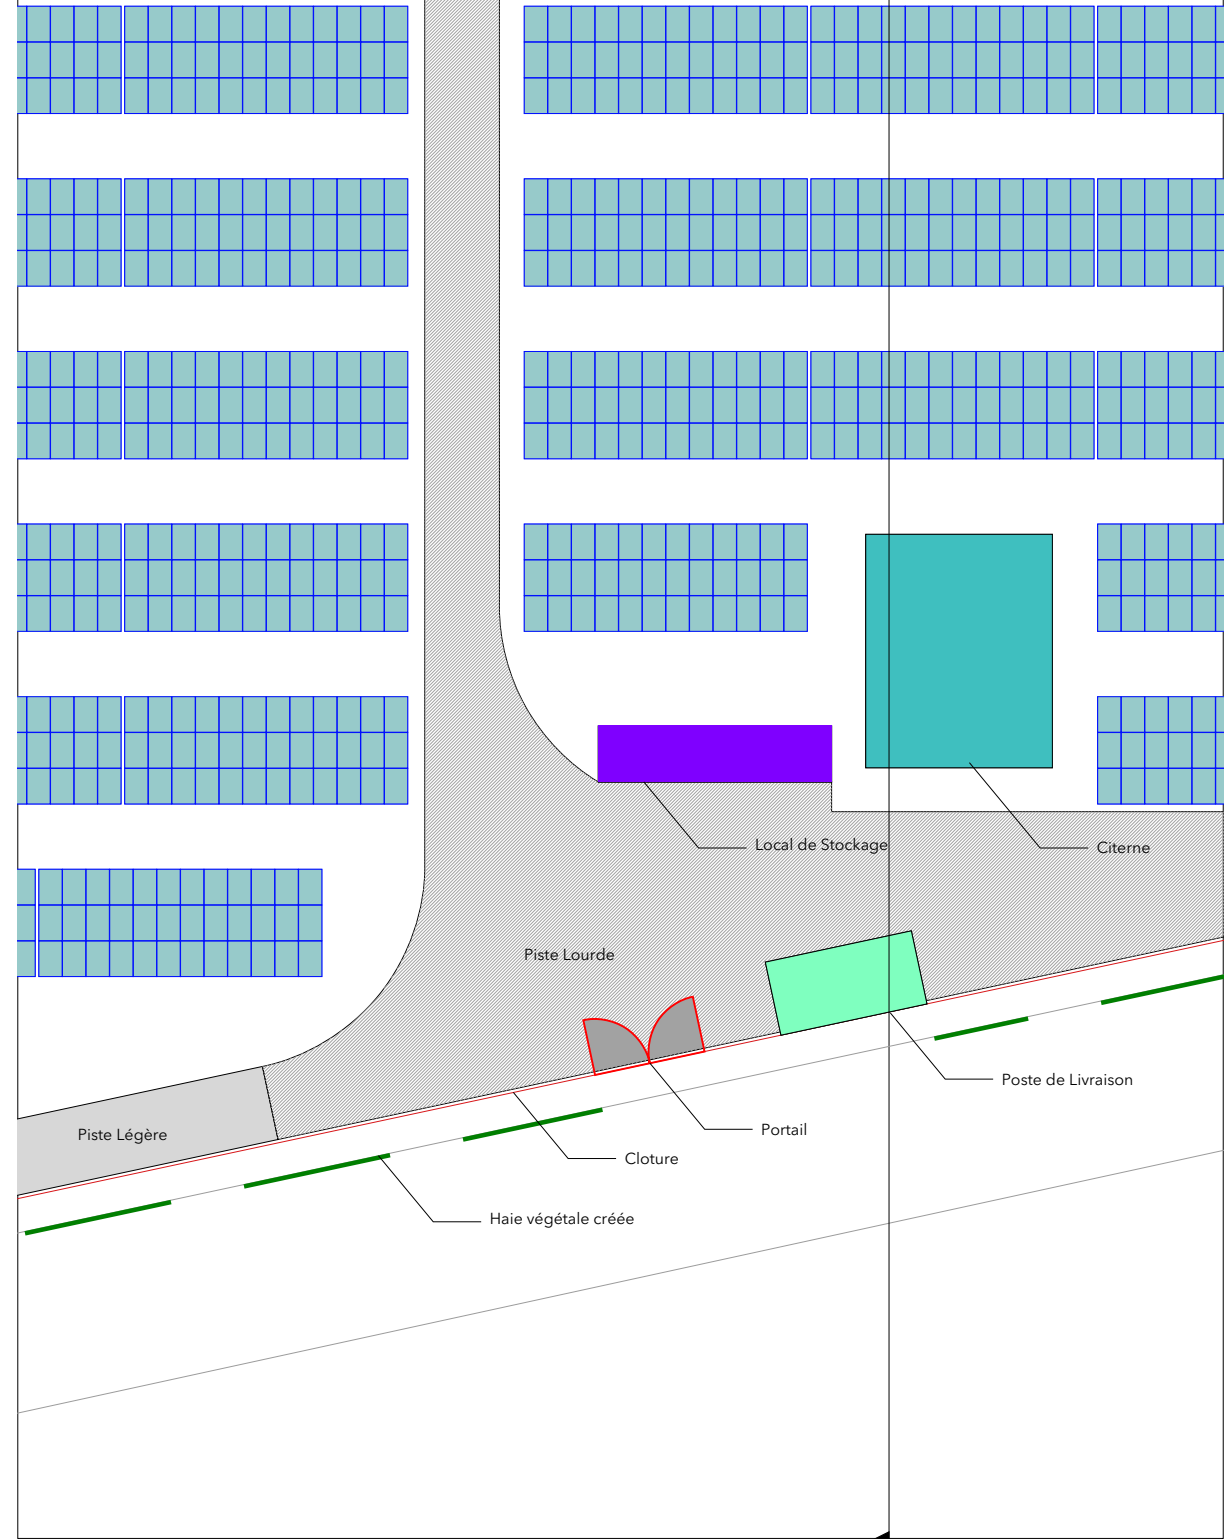 Local de Stockage
Citerne
Piste Lourde
Poste de Livraison
Piste Légère
Portail
Cloture
Haie végétale créée